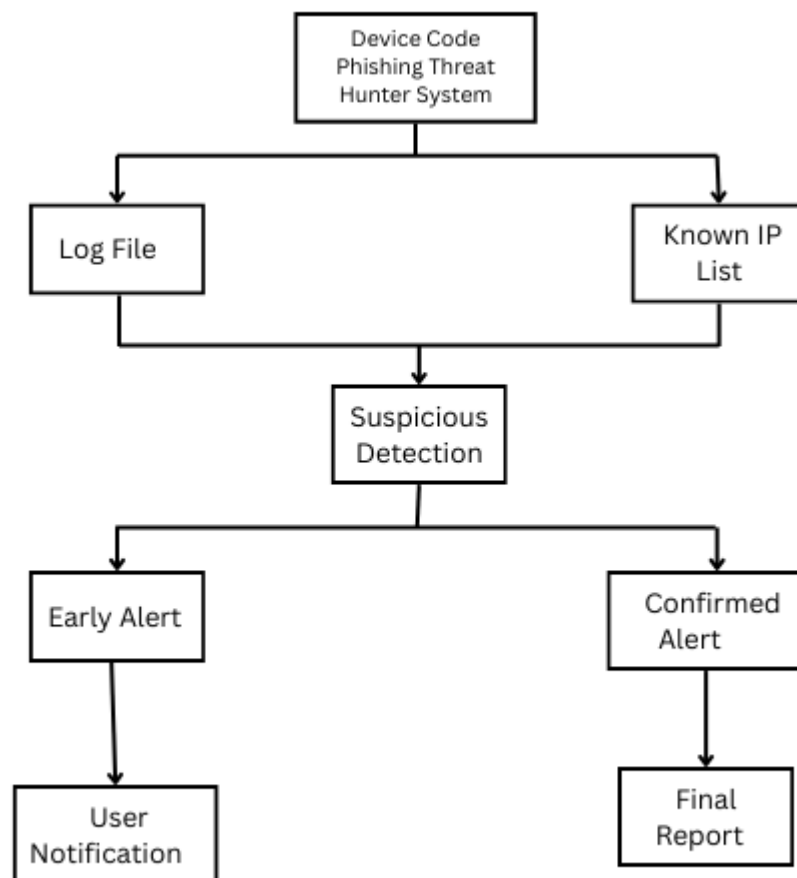 Device Code
Phishing Threat
Hunter System
Log File
Known IP
List
Suspicious
Detection
Early Alert
Confirmed
Alert
User
Notification
Final
Report